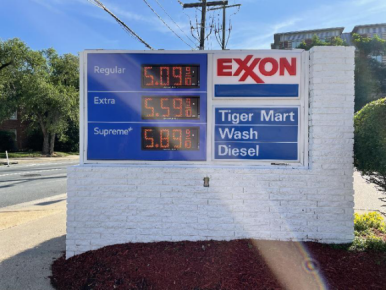 Regular 5.09 9/10
Extra 5.59 9/10
Supreme+ 5.89 9/10
EXXON
Tiger Mart
Wash
Diesel